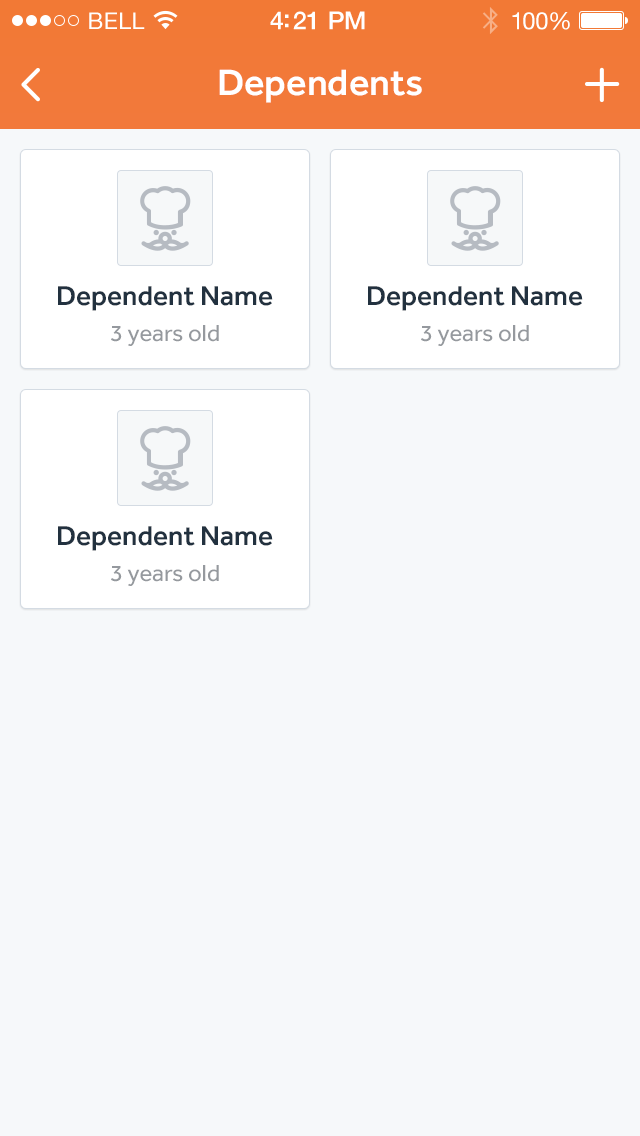 BELL 4:21 PM 100%
Dependents
Dependent Name
3 years old
Dependent Name
3 years old
Dependent Name
3 years old